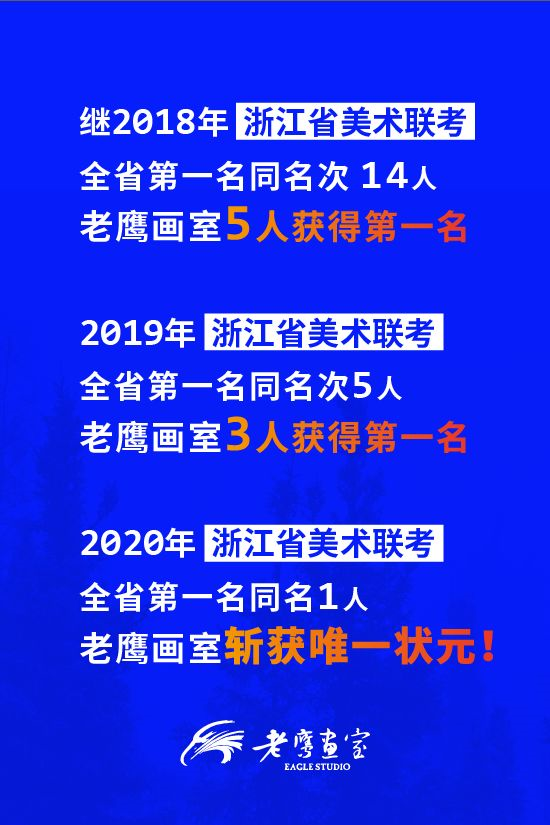 继2018年 浙江省美术联考
全省第一名同名次 14人
老鹰画室5人获得第一名
2019年 浙江省美术联考
全省第一名同名次5人
老鹰画室3人获得第一名
2020年 浙江省美术联考
全省第一名同名1人
老鹰画室斩获唯一状元!
老鹰画室
EAGLE STUDIO